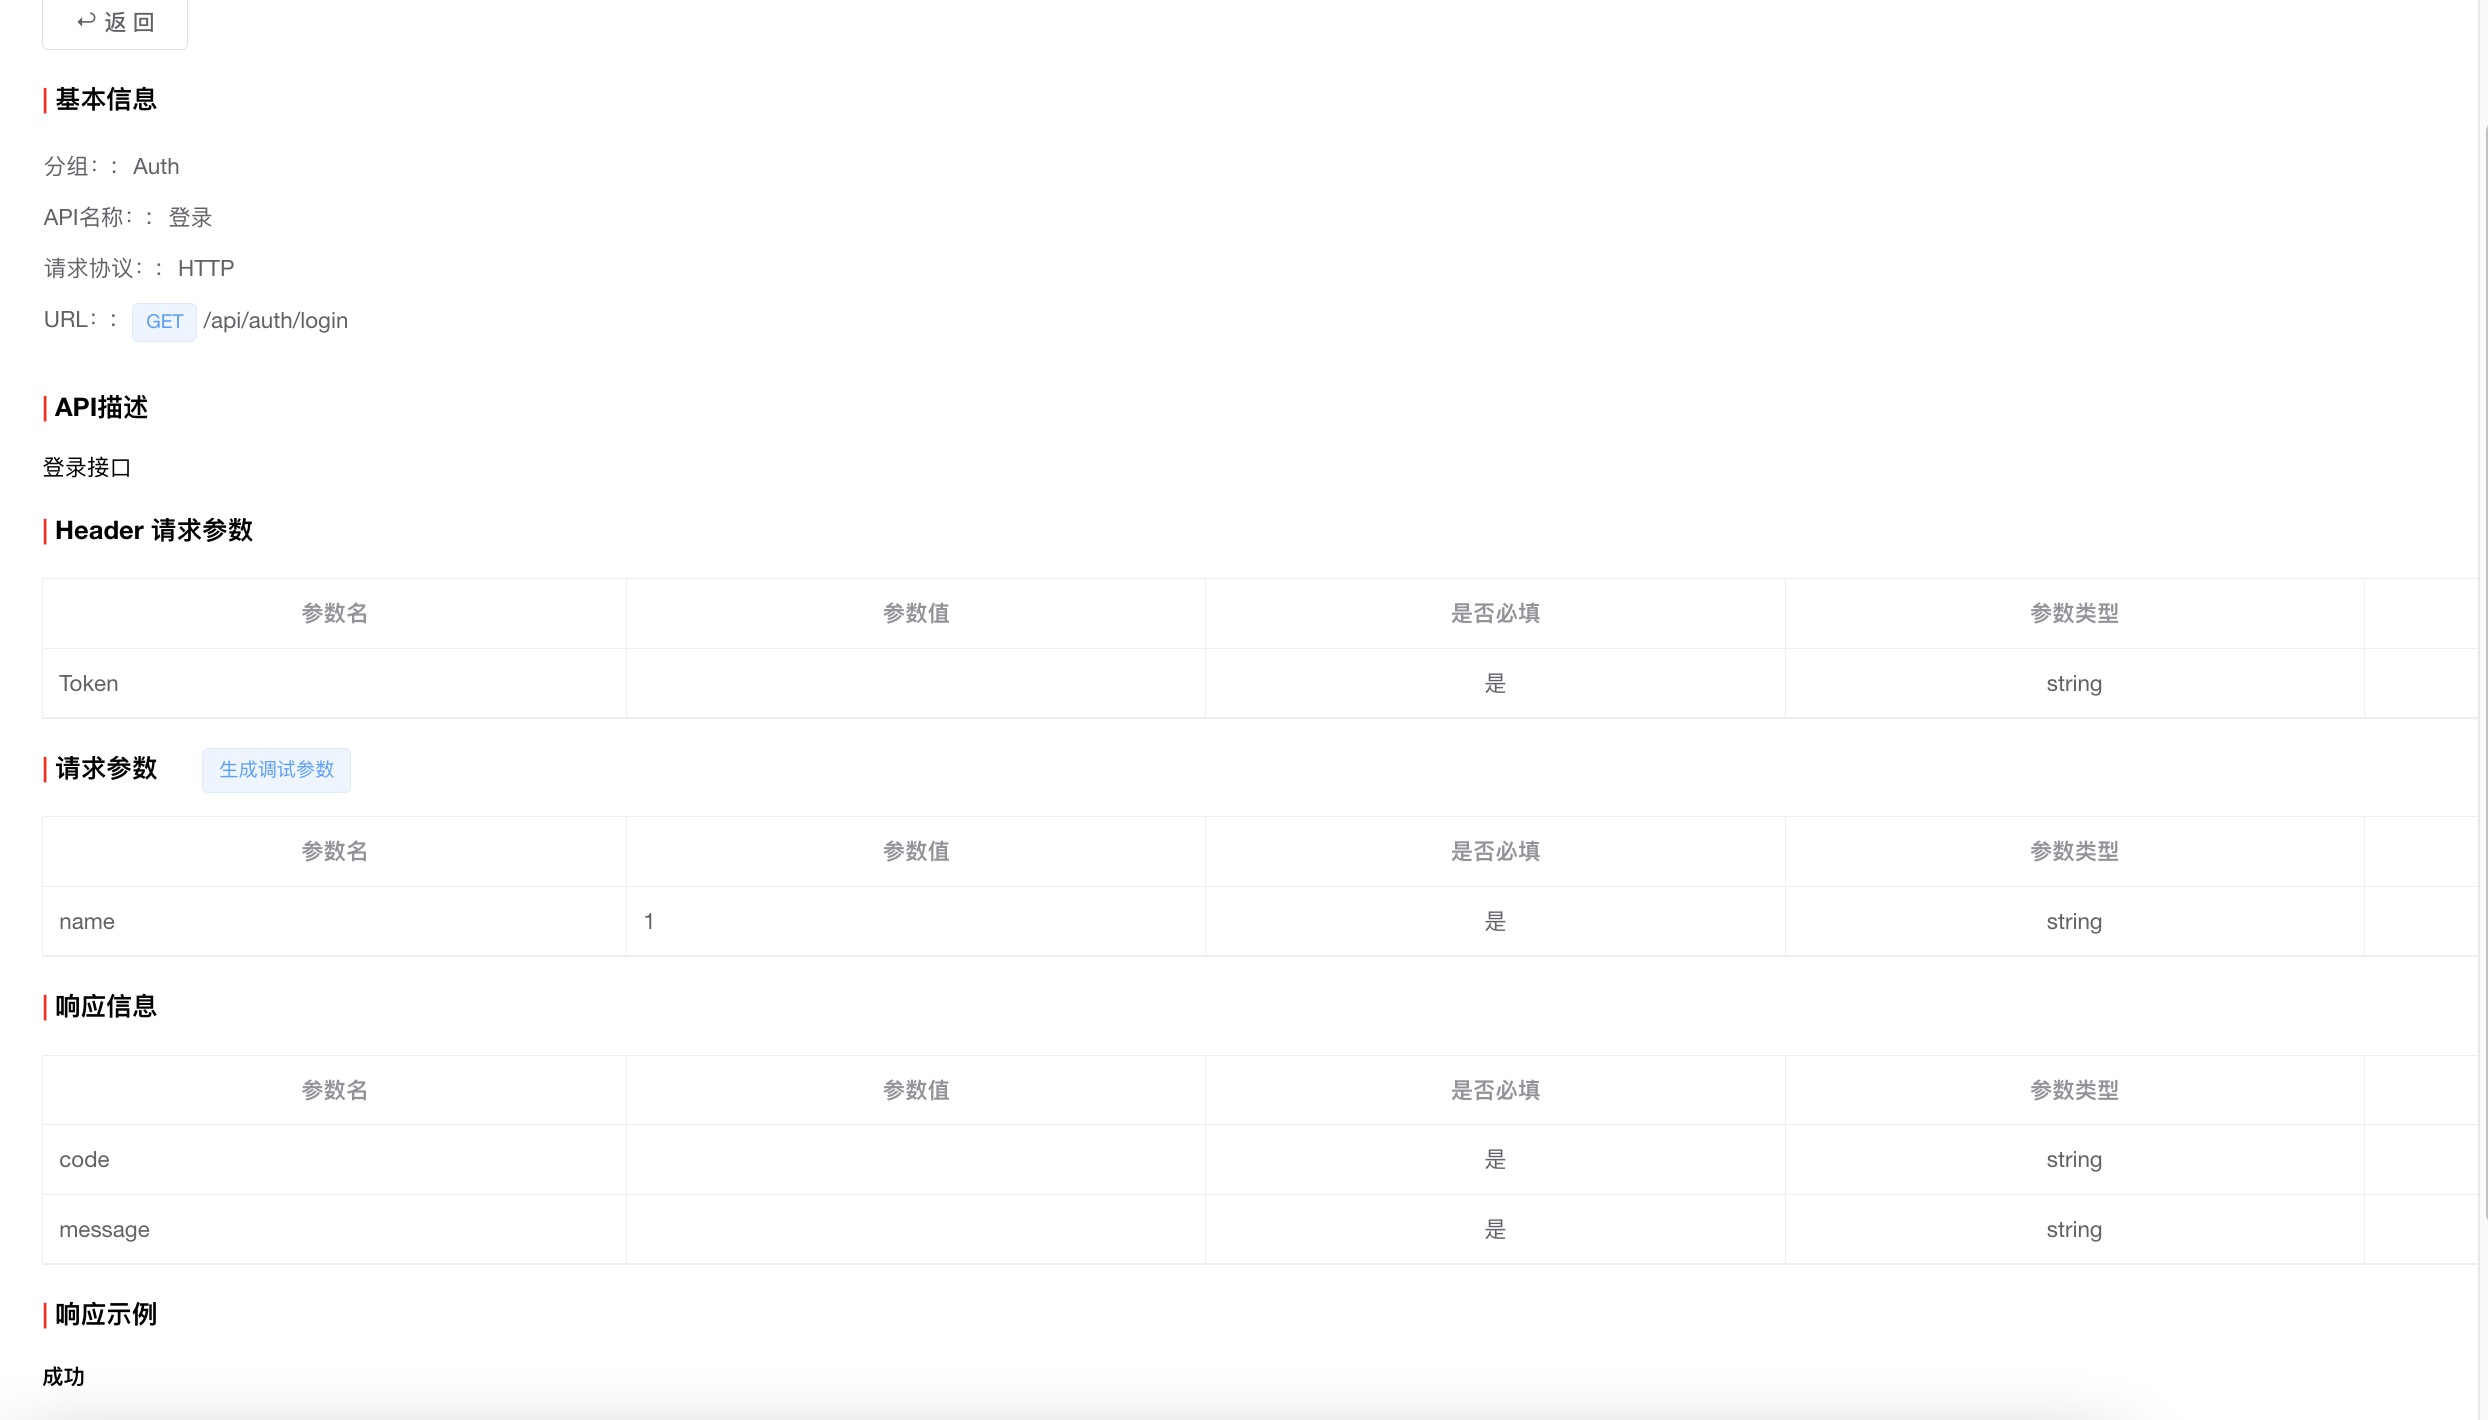 返 回
基本信息
分组： : Auth
API名称： : 登录
请求协议： : HTTP
URL： : GET /api/auth/login
API描述
登录接口
Header 请求参数
参数名 参数值 是否必填 参数类型
Token 是 string
请求参数 生成调试参数
参数名 参数值 是否必填 参数类型
name 1 是 string
响应信息
参数名 参数值 是否必填 参数类型
code 是 string
message 是 string
响应示例
成功